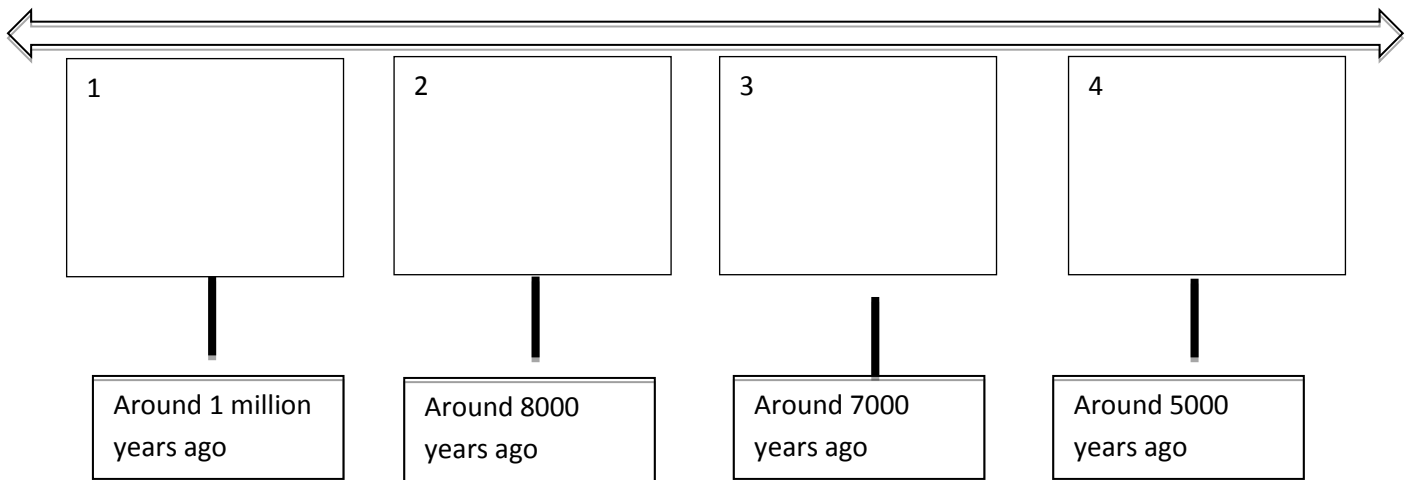 1
2
3
4
Around 1 million
years ago
Around 8000
years ago
Around 7000
years ago
Around 5000
years ago